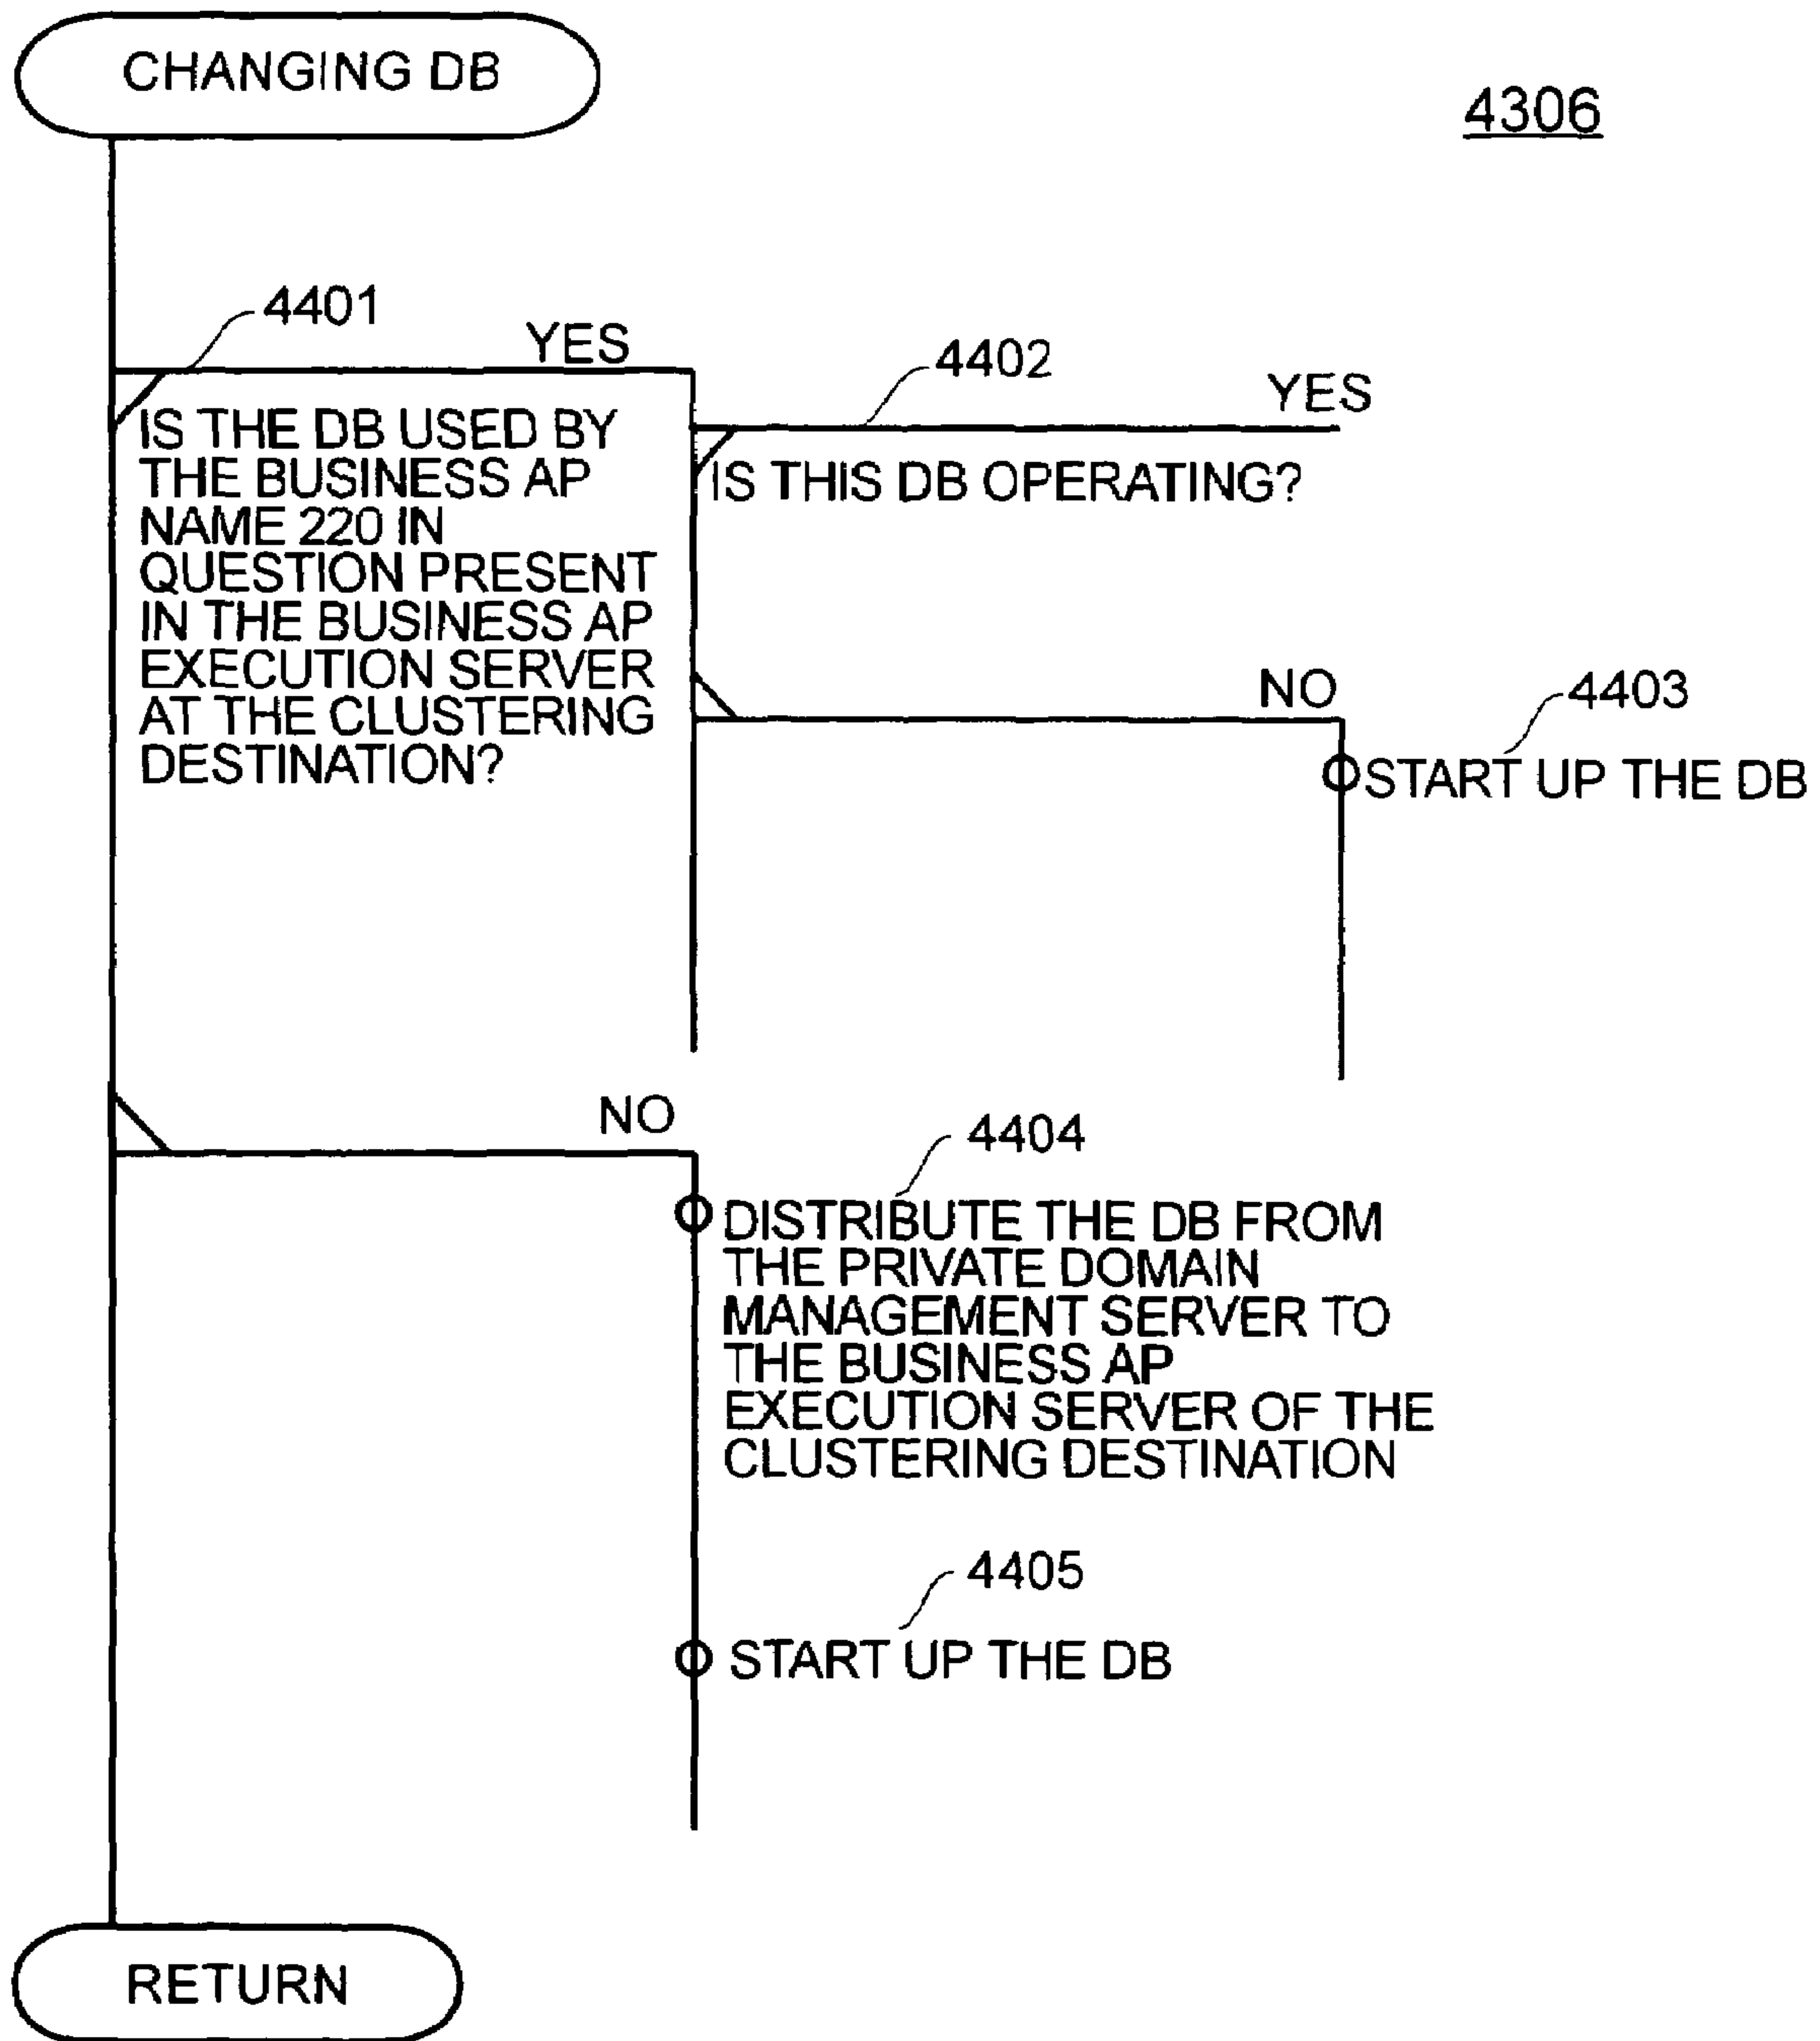 CHANGING DB
4306
4401
YES
IS THE DB USED BY
THE BUSINESS AP
NAME 220 IN
QUESTION PRESENT
IN THE BUSINESS AP
EXECUTION SERVER
AT THE CLUSTERING
DESTINATION?
4402
YES
IS THIS DB OPERATING?
NO
4403
START UP THE DB
NO
4404
DISTRIBUTE THE DB FROM
THE PRIVATE DOMAIN
MANAGEMENT SERVER TO
THE BUSINESS AP
EXECUTION SERVER OF THE
CLUSTERING DESTINATION
4405
START UP THE DB
RETURN